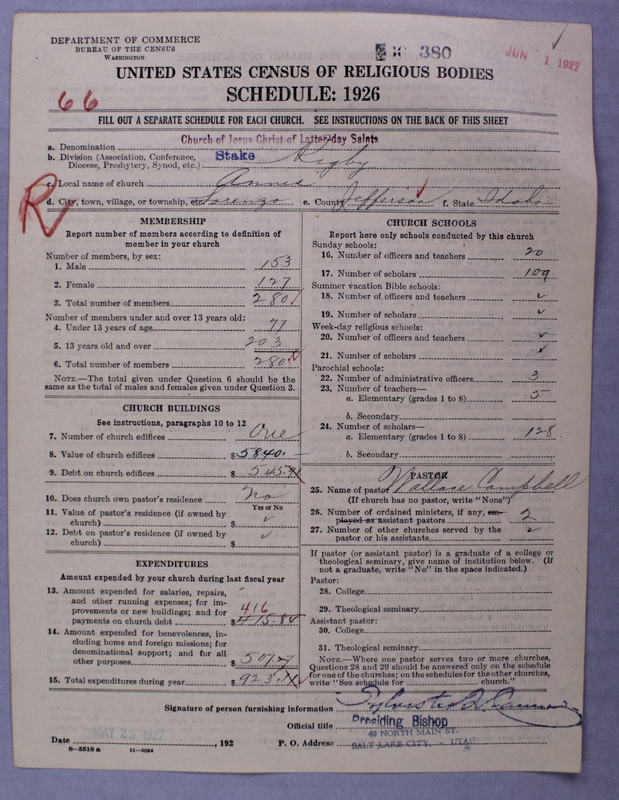 DEPARTMENT OF COMMERCE
BUREAU OF THE CENSUS
WASHINGTON
380
JUN 1 1927
UNITED STATES CENSUS OF RELIGIOUS BODIES
SCHEDULE: 1926
66
FILL OUT A SEPARATE SCHEDULE FOR EACH CHURCH. SEE INSTRUCTIONS ON THE BACK OF THIS SHEET
R
a. Denomination Church of Jesus Christ of Latter-day Saints
b. Division (Association, Conference, Diocese, Presbytery, Synod, etc.) Stake Rigby
c. Local name of church Annis
d. City, town, village, or township, etc. Lorenzo e. County Jefferson f. State Idaho
MEMBERSHIP
Report number of members according to definition of
member in your church
Number of members, by sex:
1. Male 153
2. Female 127
3. Total number of members 280
Number of members under and over 13 years old:
4. Under 13 years of age 77
5. 13 years old and over 203
6. Total number of members 280
NOTE.—The total given under Question 6 should be the
same as the total of males and females given under Question 3.
CHURCH BUILDINGS
See instructions, paragraphs 10 to 12
7. Number of church edifices One
8. Value of church edifices $5840.
9. Debt on church edifices $
10. Does church own pastor's residence No
Yes or No
11. Value of pastor's residence (if owned by
church) $ ✓
12. Debt on pastor's residence (if owned by
church) $ ✓
EXPENDITURES
Amount expended by your church during last fiscal year
13. Amount expended for salaries, repairs,
and other running expenses; for im-
provements or new buildings; and for
payments on church debt $ 416 415.84
14. Amount expended for benevolences, in-
cluding home and foreign missions; for
denominational support; and for all
other purposes $
15. Total expenditures during year $
CHURCH SCHOOLS
Report here only schools conducted by this church
Sunday schools:
16. Number of officers and teachers 20
17. Number of scholars 109
Summer vacation Bible schools:
18. Number of officers and teachers ✓
19. Number of scholars ✓
Week-day religious schools:
20. Number of officers and teachers ✓
21. Number of scholars ✓
Parochial schools:
22. Number of administrative officers 3
23. Number of teachers—
a. Elementary (grades 1 to 8) 5
b. Secondary
24. Number of scholars—
a. Elementary (grades 1 to 8) 128
b. Secondary
PASTOR
25. Name of pastor Wallace Campbell
(If church has no pastor, write "None")
26. Number of ordained ministers, if any, em-
ployed as assistant pastors 2
27. Number of other churches served by the
pastor or his assistants ✓
If pastor (or assistant pastor) is a graduate of a college or
theological seminary, give name of institution below. (If
not a graduate, write "No" in the space indicated.)
Pastor:
28. College
29. Theological seminary
Assistant pastor:
30. College
31. Theological seminary
NOTE.—Where one pastor serves two or more churches,
Questions 28 and 29 should be answered only on the schedule
for one of the churches; on the schedules for the other churches,
write "See schedule for church."
Signature of person furnishing information Sylvester Q. Cannon
Official title Presiding Bishop
Date MAY 25 1927, 192 P. O. Address 40 NORTH MAIN ST.
SALT LAKE CITY, - UTAH
8—5518a 11—9054